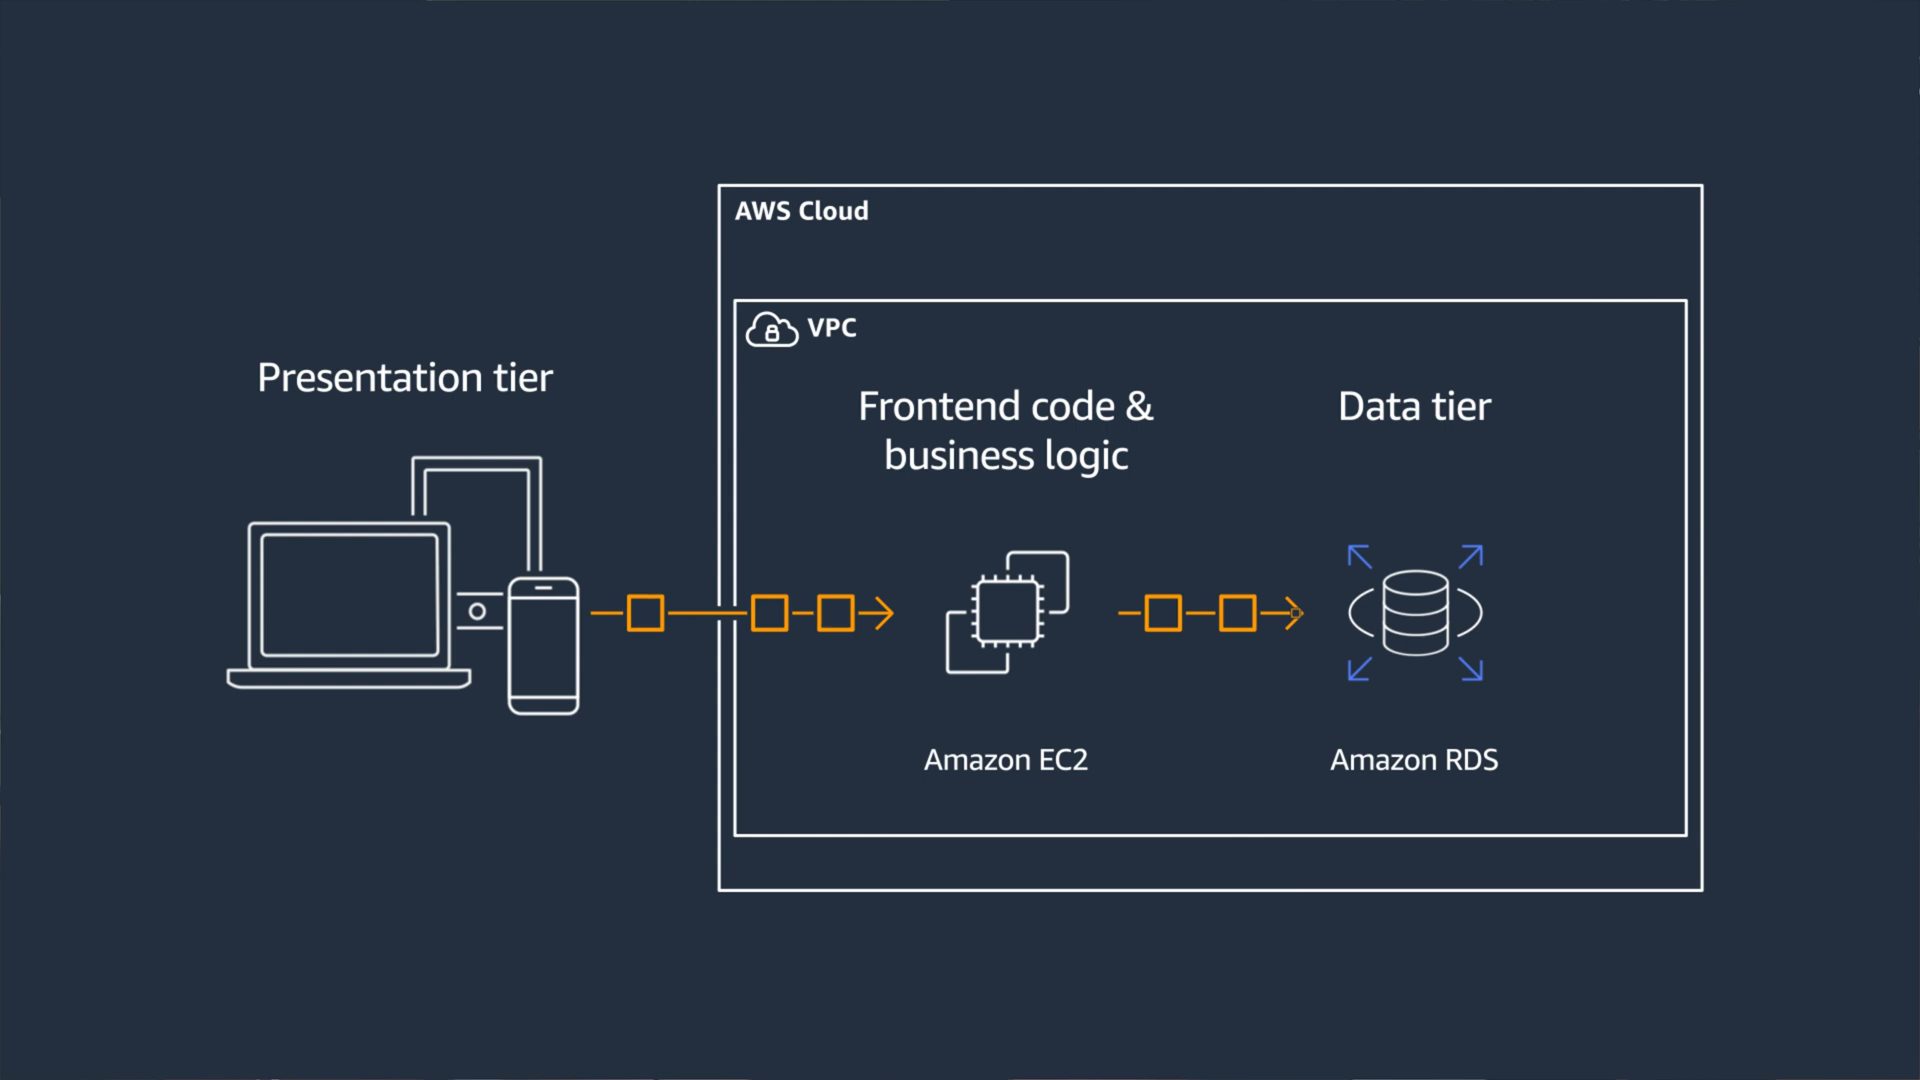 AWS Cloud
VPC
Presentation tier
Frontend code &
business logic
Data tier
Amazon EC2
Amazon RDS